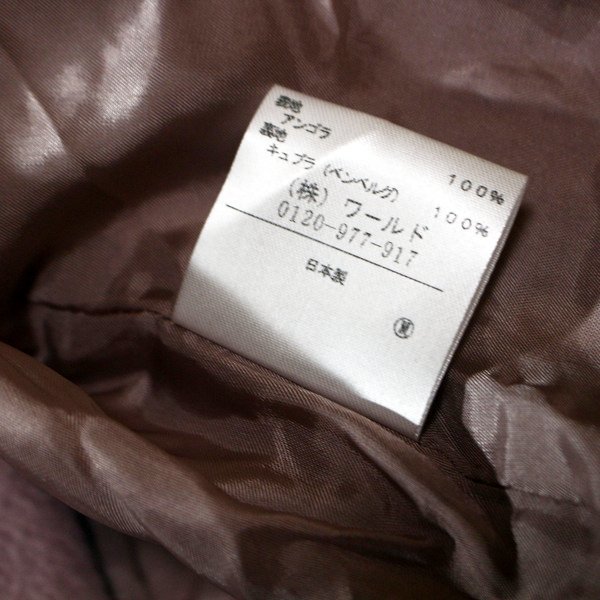 表地
アンゴラ 100%
裏地
キュプラ(ベンベルグ) 100%
(株)ワールド
0120-977-917
日本製